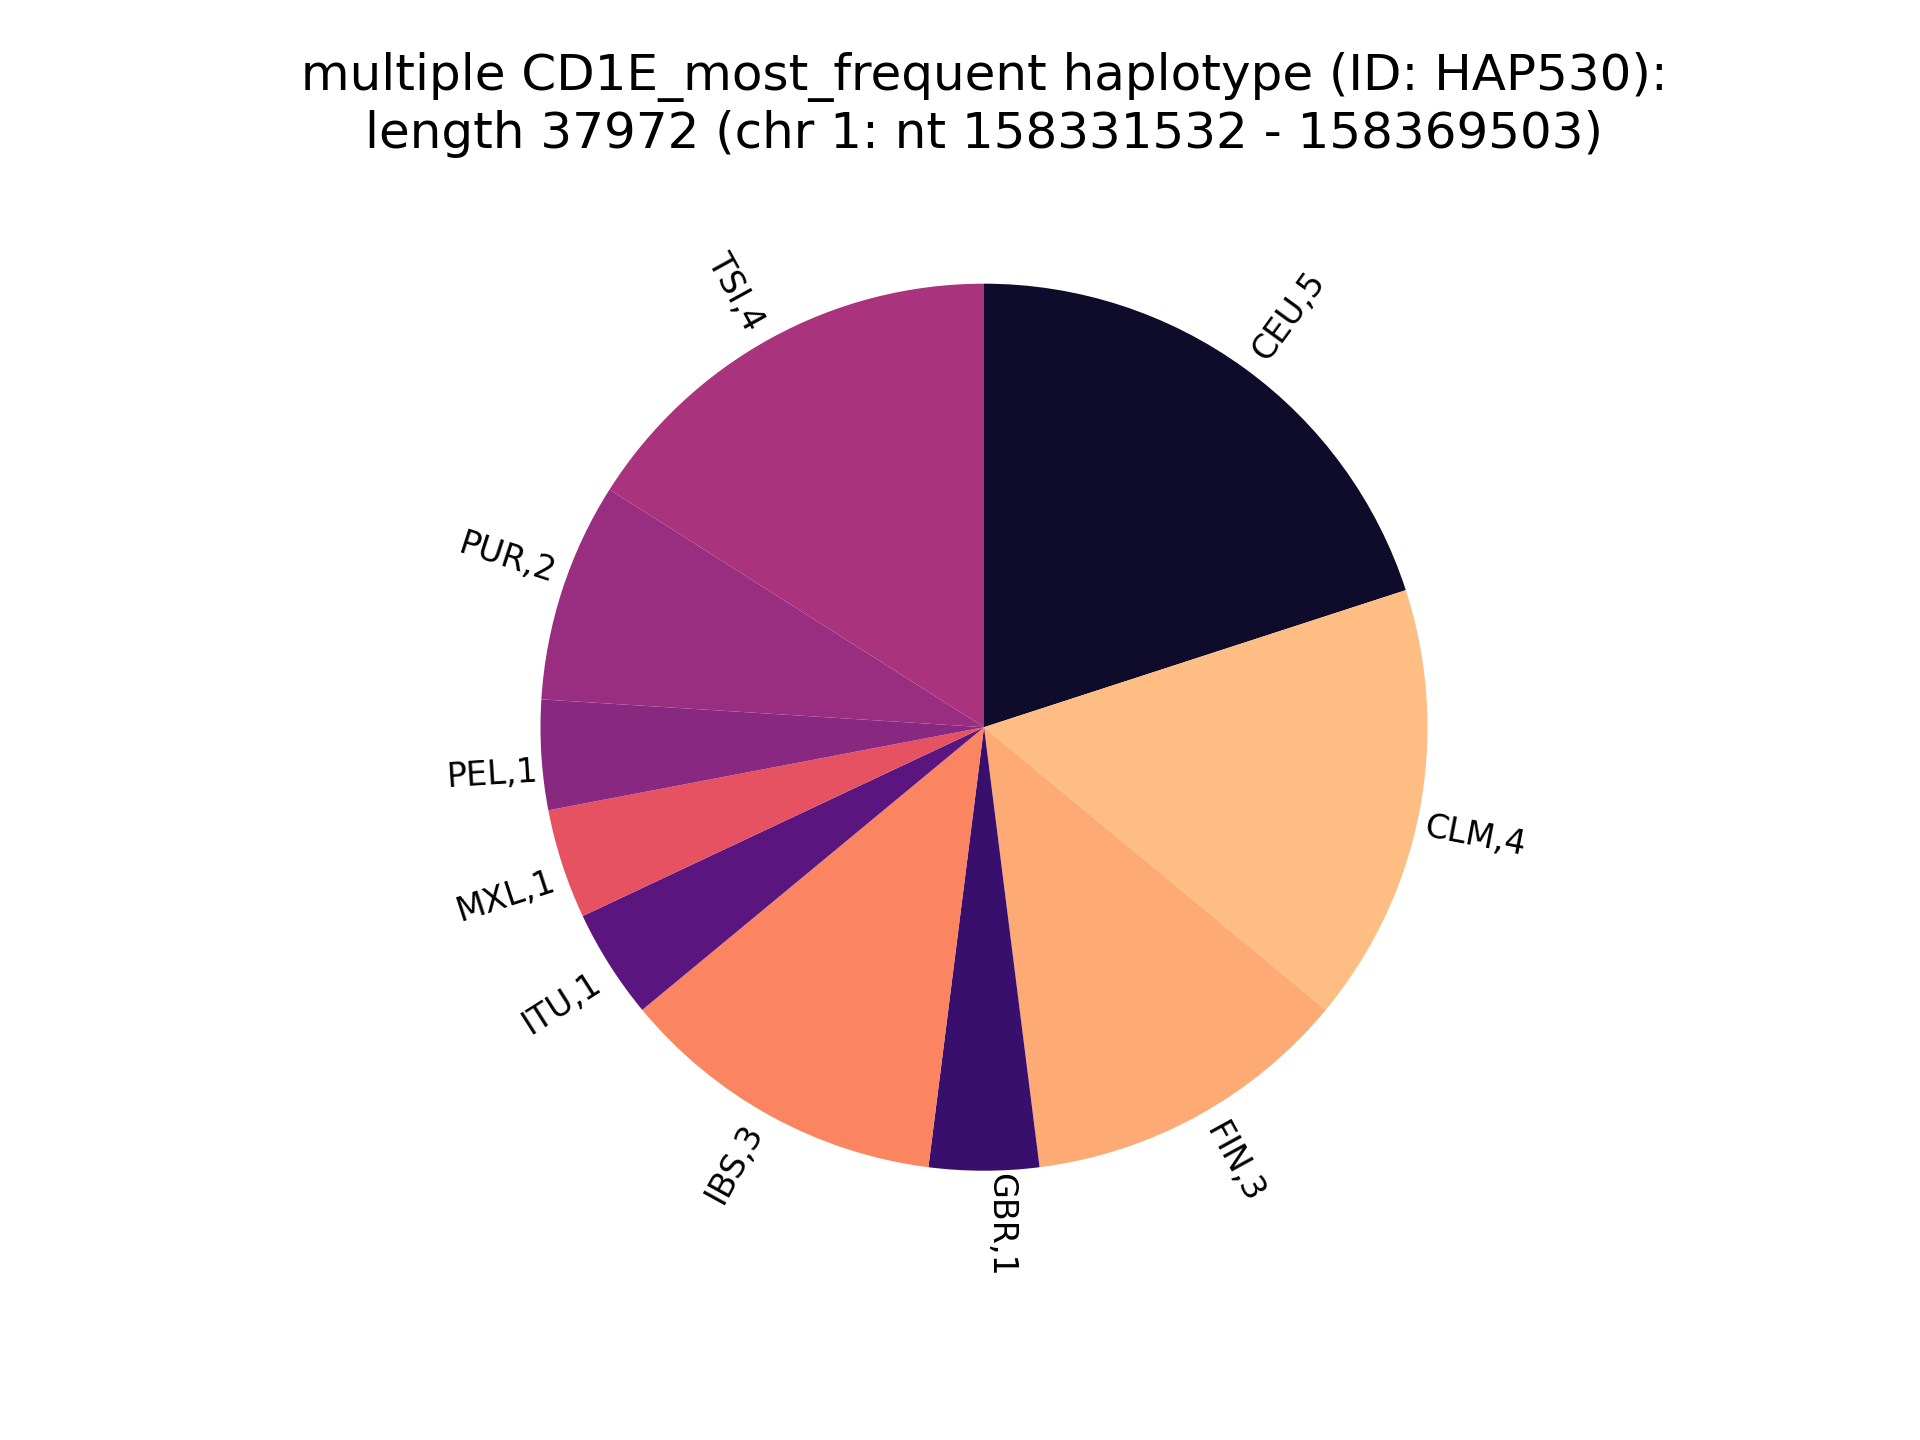 multiple CD1E_most_frequent haplotype (ID: HAP530):
length 37972 (chr 1: nt 158331532 - 158369503)
TSI,4
CEU,5
PUR,2
PEL,1
CLM,4
MXL,1
ITU,1
IBS,3
FIN,3
GBR,1